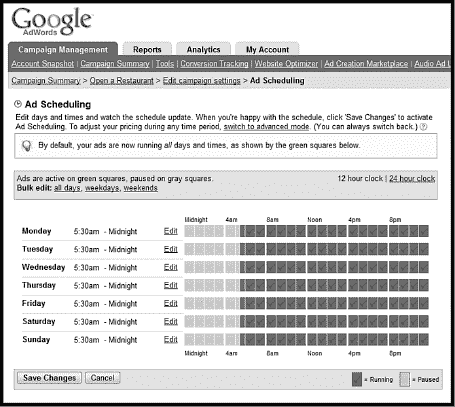 Google
AdWords
Campaign Management Reports Analytics My Account
Account Snapshot | Campaign Summary | Tools | Conversion Tracking | Website Optimizer | Ad Creation Marketplace | Audio Ad
Campaign Summary > Open a Restaurant > Edit campaign settings > Ad Scheduling
Ad Scheduling
Edit days and times and watch the schedule update. When you're happy with the schedule, click 'Save Changes' to activate
Ad Scheduling. To adjust your pricing during any time period, switch to advanced mode. (You can always switch back.) ?
By default, your ads are now running all days and times, as shown by the green squares below.
Ads are active on green squares, paused on gray squares. 12 hour clock | 24 hour clock
Bulk edit: all days, weekdays, weekends
Midnight 4am 8am Noon 4pm 8pm
Monday 5:30am - Midnight Edit
Tuesday 5:30am - Midnight Edit
Wednesday 5:30am - Midnight Edit
Thursday 5:30am - Midnight Edit
Friday 5:30am - Midnight Edit
Saturday 5:30am - Midnight Edit
Sunday 5:30am - Midnight Edit
Midnight 4am 8am Noon 4pm 8pm
Save Changes Cancel = Running = Paused